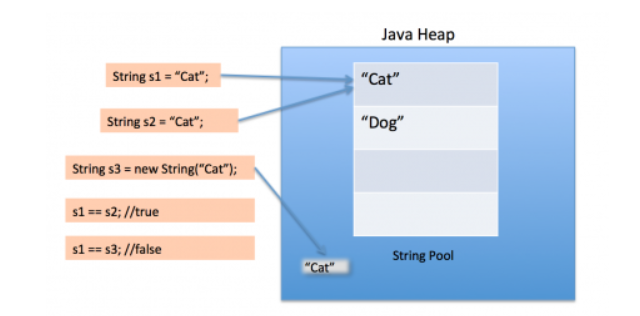 Java Heap
String s1 = “Cat”;
“Cat”
String s2 = “Cat”;
“Dog”
String s3 = new String(“Cat”);
s1 == s2; //true
s1 == s3; //false
String Pool
“Cat”